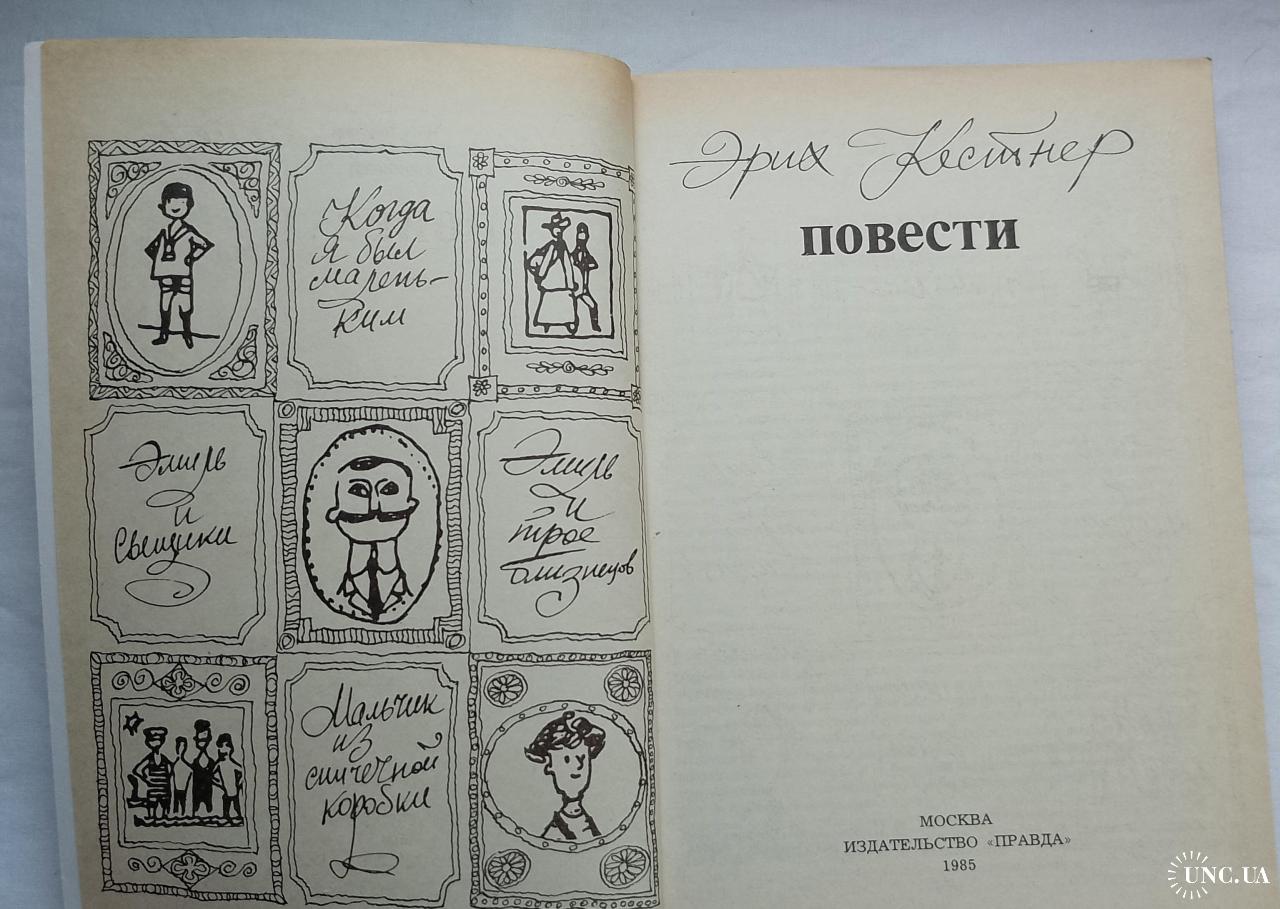 Когда
я был
малень-
ким
Эмиль
и
сыщики
Эмиль
и
трое
близнецов
Мальчик
из
спичечной
коробки
Эрих Кестнер
повести
МОСКВА
ИЗДАТЕЛЬСТВО «ПРАВДА»
1985
UNC.UA